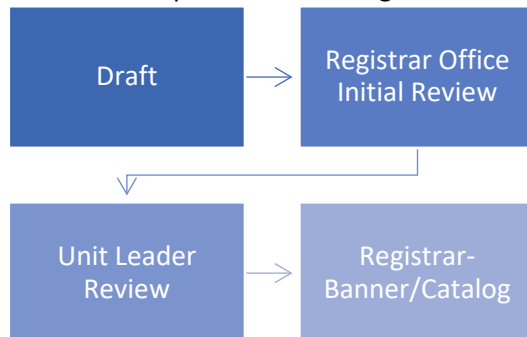 Draft
Registrar Office
Initial Review
Unit Leader
Review
Registrar-
Banner/Catalog